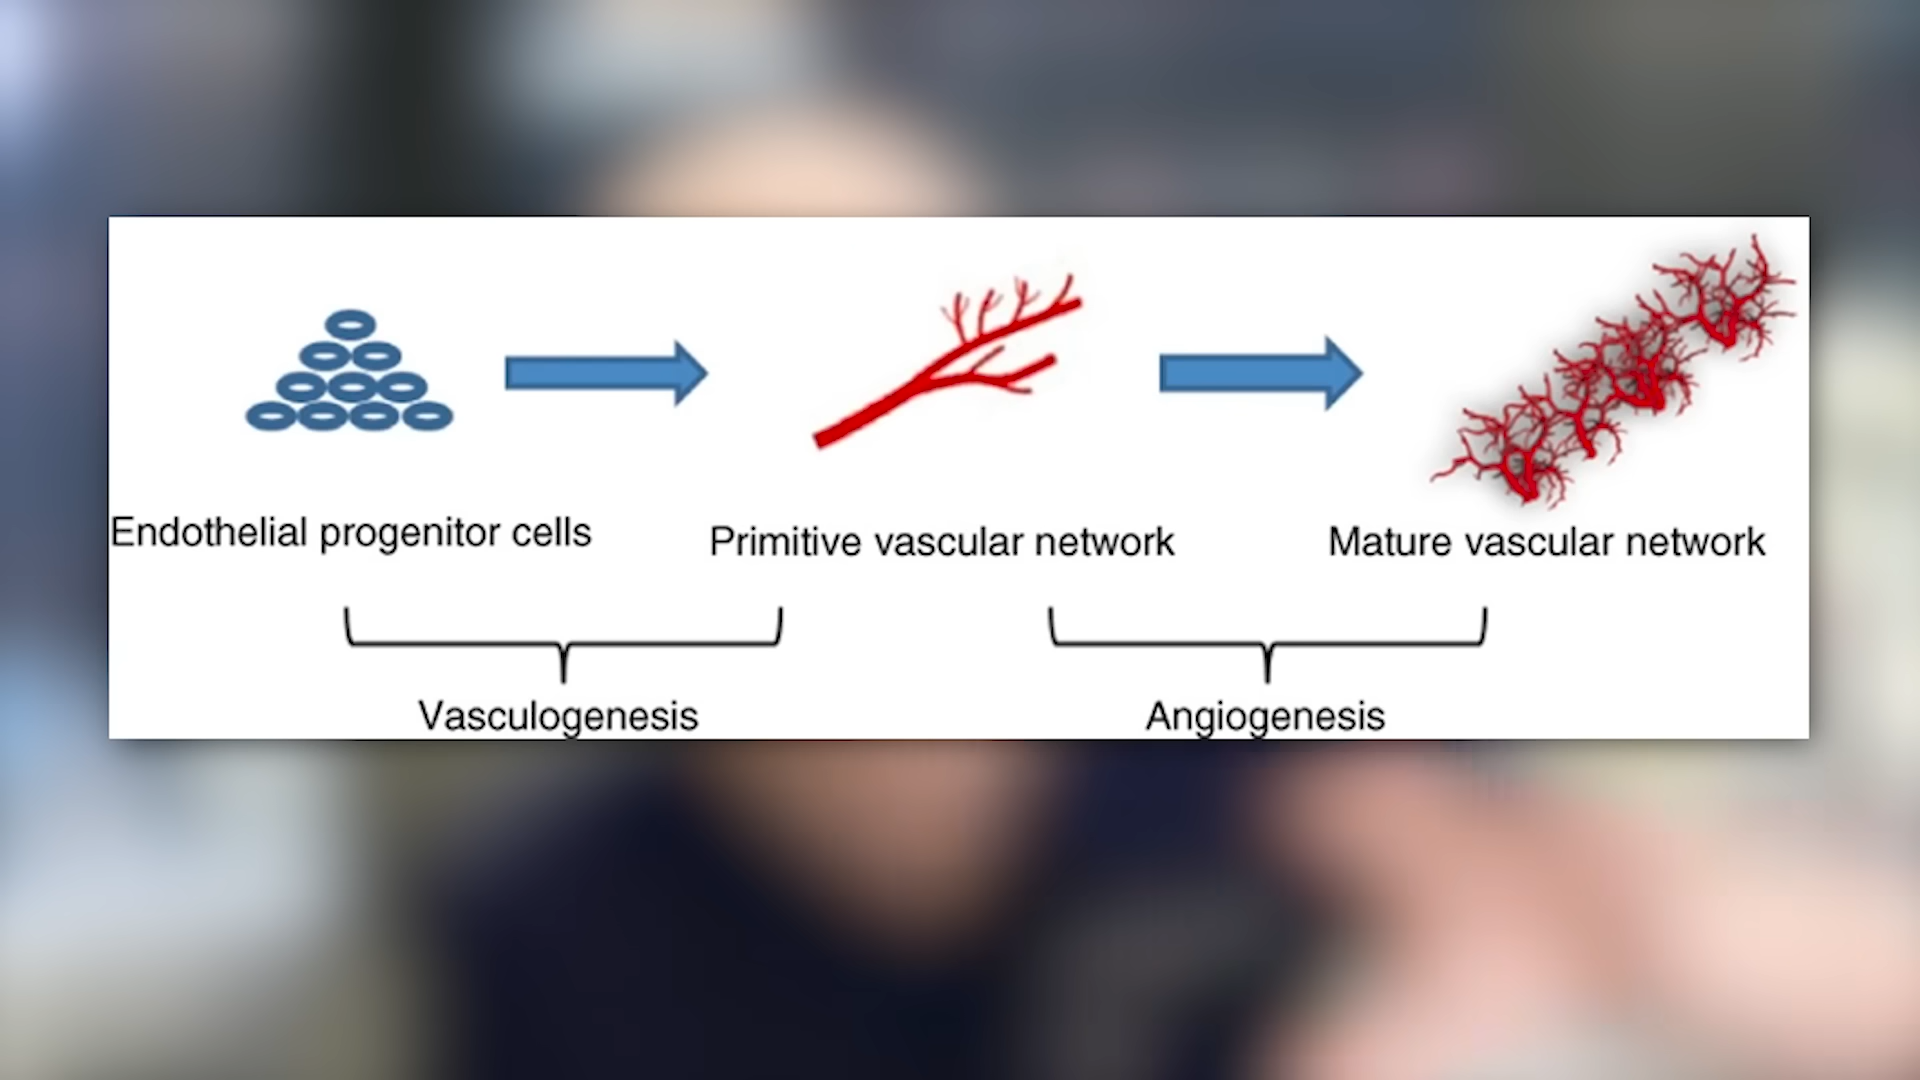 Endothelial progenitor cells
Primitive vascular network
Mature vascular network
Vasculogenesis
Angiogenesis